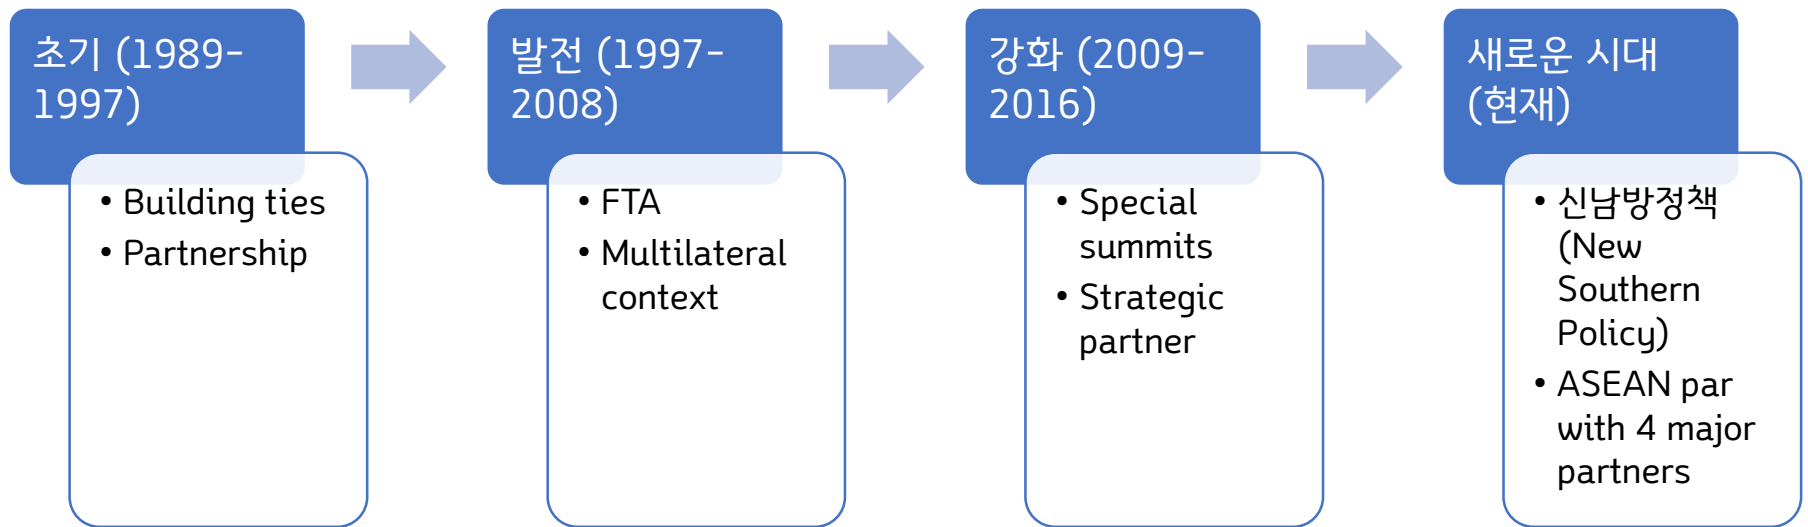 초기 (1989-
1997)
• Building ties
• Partnership
발전 (1997-
2008)
• FTA
• Multilateral
context
강화 (2009-
2016)
• Special
summits
• Strategic
partner
새로운 시대
(현재)
• 신남방정책
(New
Southern
Policy)
• ASEAN par
with 4 major
partners